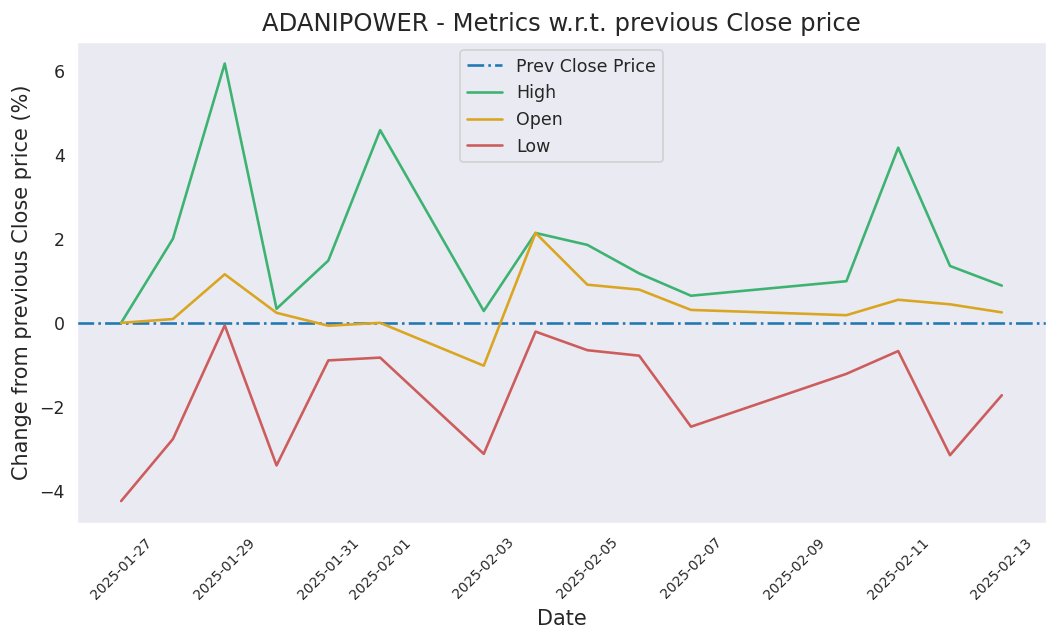 ADANIPOWER - Metrics w.r.t. previous Close price
Change from previous Close price (%)
6
4
2
0
−2
−4
Prev Close Price
High
Open
Low
2025-01-27
2025-01-29
2025-01-31
2025-02-01
2025-02-03
2025-02-05
2025-02-07
2025-02-09
2025-02-11
2025-02-13
Date